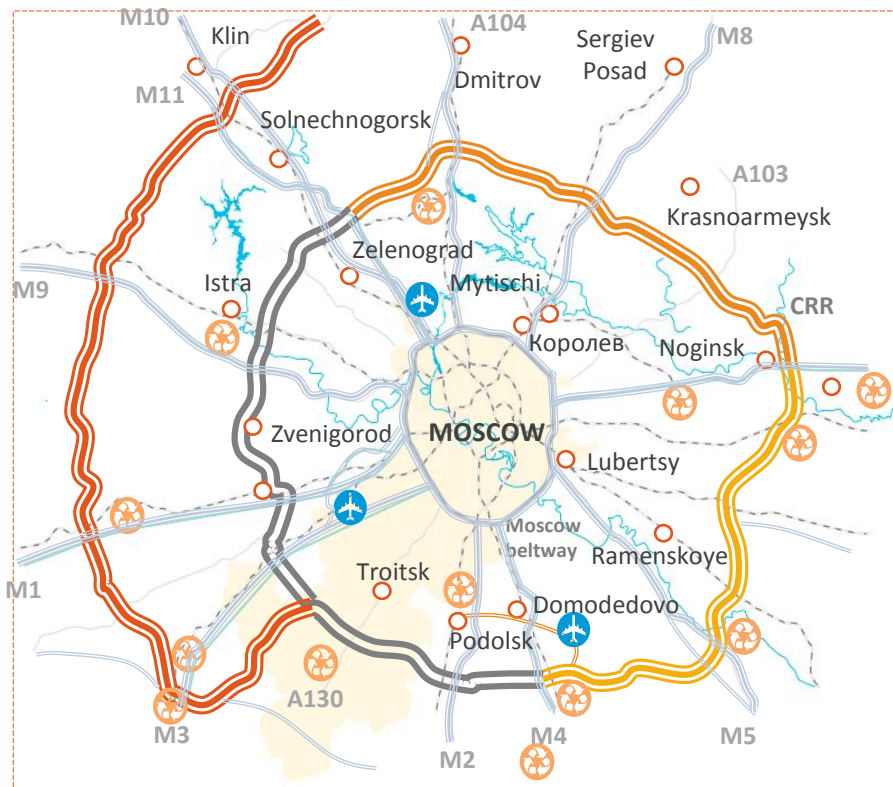 M10
Klin
A104
Sergiev
Posad
M8
Dmitrov
M11
Solnechnogorsk
A103
Krasnoarmeysk
Zelenograd
Istra
Mytischi
M9
CRR
Королев
Noginsk
Zvenigorod
MOSCOW
Lubertsy
Moscow
beltway
Ramenskoye
M1
Troitsk
Domodedovo
Podolsk
A130
M3
M4
M5
M2